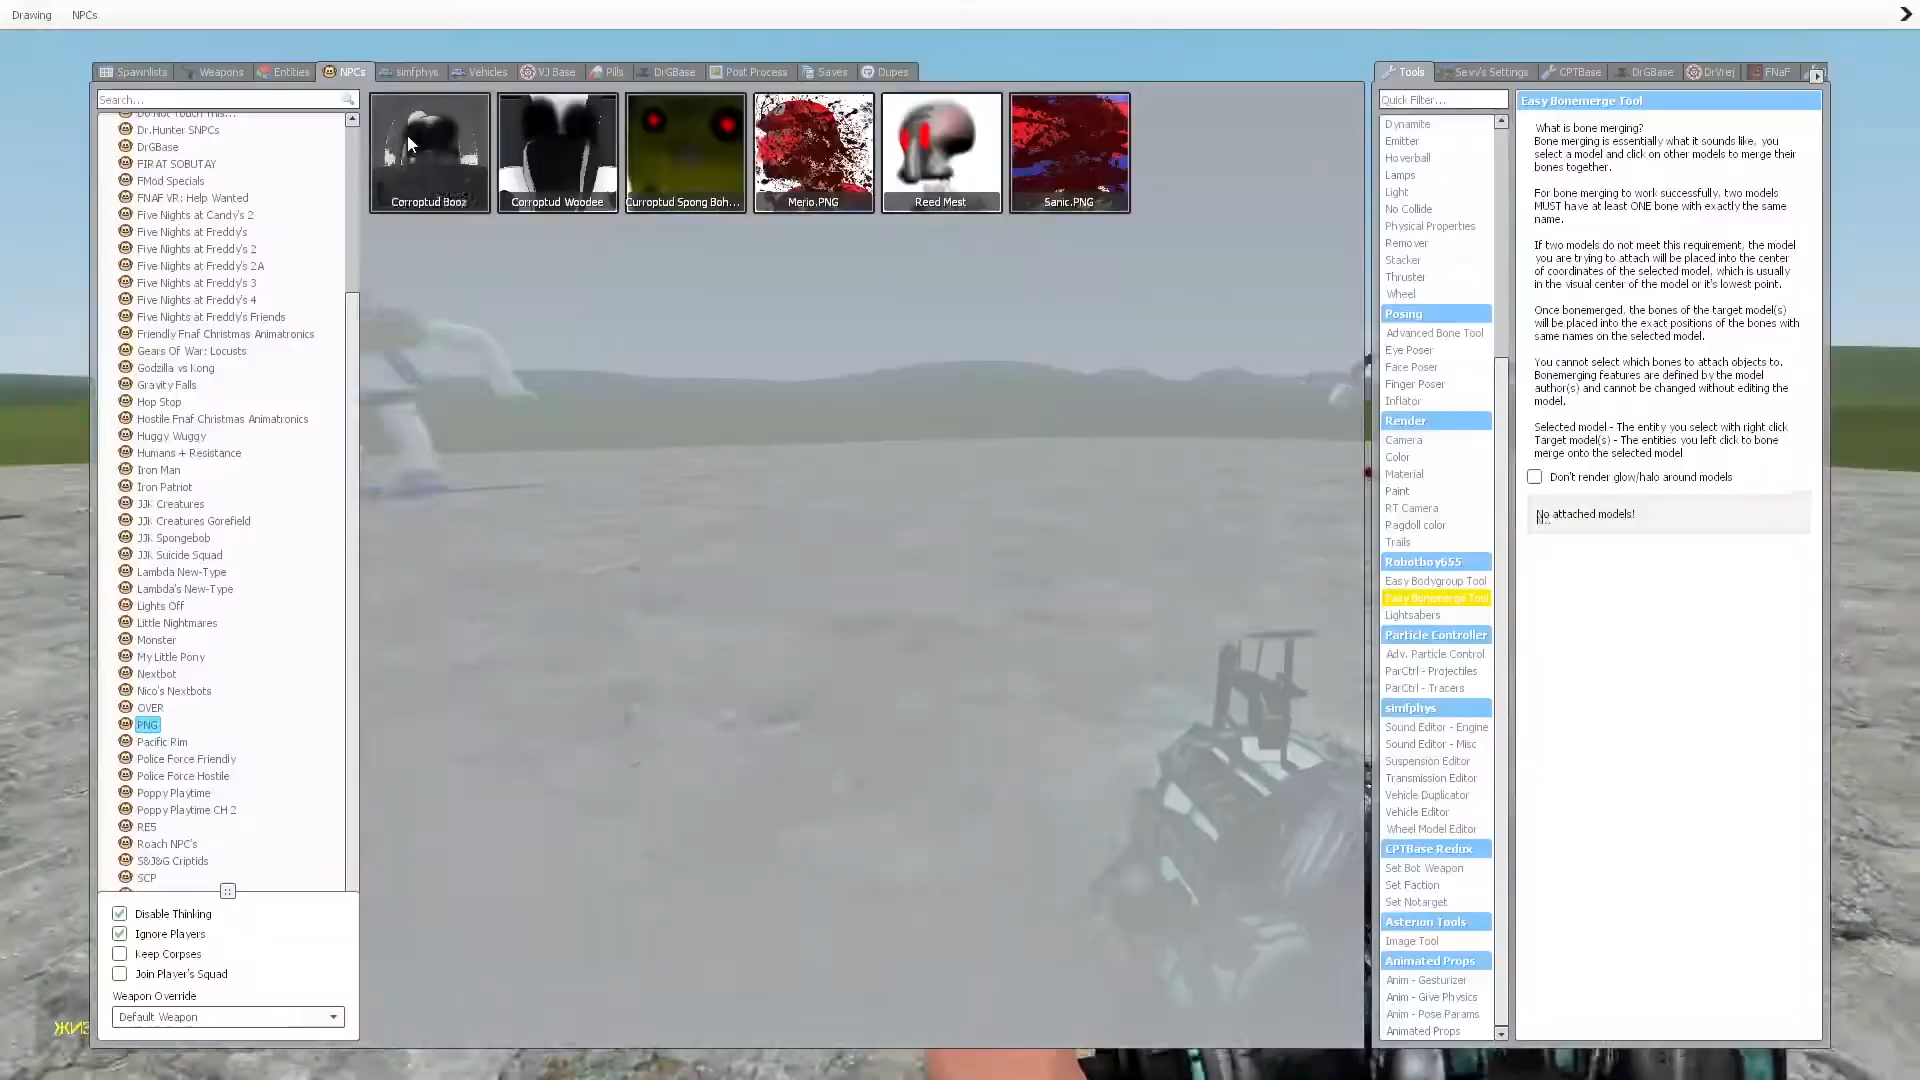 Drawing NPCs
Spawnlists Weapons Entities NPCs simfphys Vehicles VJ Base Pills DrGBase Post Process Saves Dupes
Search...
Do Not Touch This...
Dr.Hunter SNPCs
DrGBase
FIRAT SOBUTAY
FMod Specials
FNAF VR: Help Wanted
Five Nights at Candy's 2
Five Nights at Freddy's
Five Nights at Freddy's 2
Five Nights at Freddy's 2A
Five Nights at Freddy's 3
Five Nights at Freddy's 4
Five Nights at Freddy's Friends
Friendly Fnaf Christmas Animatronics
Gears Of War: Locusts
Godzilla vs Kong
Gravity Falls
Hop Stop
Hostile Fnaf Christmas Animatronics
Huggy Wuggy
Humans + Resistance
Iron Man
Iron Patriot
JJK Creatures
JJK Creatures Gorefield
JJK Spongebob
JJK Suicide Squad
Lambda New-Type
Lambda's New-Type
Lights Off
Little Nightmares
Monster
My Little Pony
Nextbot
Nico's Nextbots
OVER
PNG
Pacific Rim
Police Force Friendly
Police Force Hostile
Poppy Playtime
Poppy Playtime CH 2
RE5
Roach NPC's
S&J&G Criptids
SCP
Disable Thinking
Ignore Players
Keep Corpses
Join Player's Squad
Weapon Override
Default Weapon
ЖИЗ
Corroptud Booz
Corroptud Woodee
Curroptud Spong Boh...
Merio.PNG
Reed Mest
Sanic.PNG
Tools Sevv's Settings CPTBase DrGBase DrVrej FNaF
Quick Filter...
Dynamite
Emitter
Hoverball
Lamps
Light
No Collide
Physical Properties
Remover
Stacker
Thruster
Wheel
Posing
Advanced Bone Tool
Eye Poser
Face Poser
Finger Poser
Inflator
Render
Camera
Color
Material
Paint
RT Camera
Ragdoll color
Trails
Robotboy655
Easy Bodygroup Tool
Easy Bonemerge Tool
Lightsabers
Particle Controller
Adv. Particle Control
ParCtrl - Projectiles
ParCtrl - Tracers
simfphys
Sound Editor - Engine
Sound Editor - Misc
Suspension Editor
Transmission Editor
Vehicle Duplicator
Vehicle Editor
Wheel Model Editor
CPTBase Redux
Set Bot Weapon
Set Faction
Set Notarget
Asterion Tools
Image Tool
Animated Props
Anim - Gesturizer
Anim - Give Physics
Anim - Pose Params
Animated Props
Easy Bonemerge Tool
What is bone merging?
Bone merging is essentially what it sounds like, you
select a model and click on other models to merge their
bones together.
For bone merging to work successfully, two models
MUST have at least ONE bone with exactly the same
name.
If two models do not meet this requirement, the model
you are trying to attach will be placed into the center
of coordinates of the selected model, which is usually
in the visual center of the model or it's lowest point.
Once bonemerged, the bones of the target model(s)
will be placed into the exact positions of the bones with
same names on the selected model.
You cannot select which bones to attach objects to.
Bonemerging features are defined by the model
author(s) and cannot be changed without editing the
model.
Selected model - The entity you select with right click
Target model(s) - The entities you left click to bone
merge onto the selected model
Don't render glow/halo around models
No attached models!